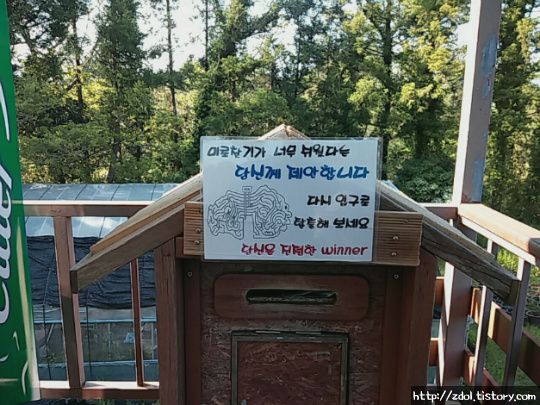 미로찾기가 너무 쉬웠다는
당신께 제안합니다
다시 입구로
탈출해 보세요
당신은 진정한 winner
http://zdol.tistory.com